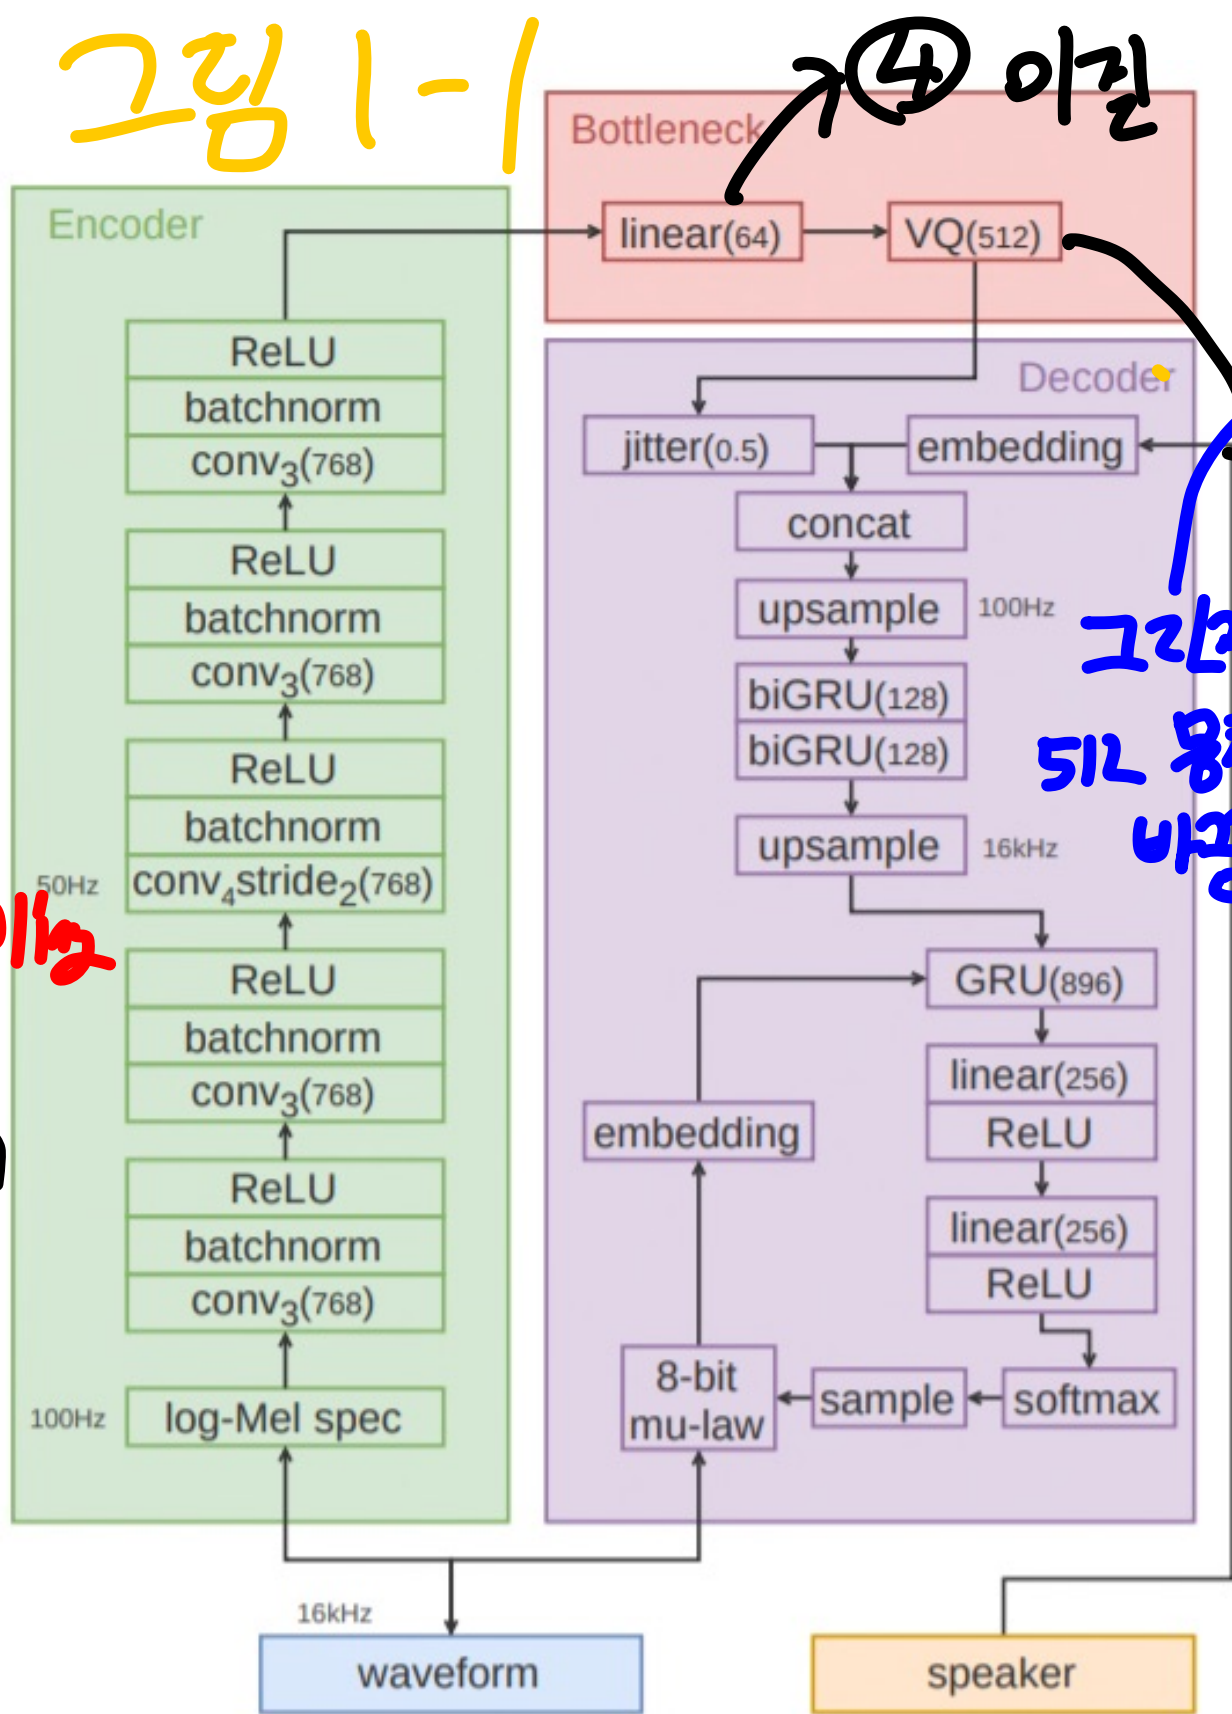 그림 1-1
④ 이질
Bottleneck
linear(64)
VQ(512)
Encoder
ReLU
batchnorm
conv3(768)
ReLU
batchnorm
conv3(768)
ReLU
batchnorm
50Hz
conv4stride2(768)
ReLU
batchnorm
conv3(768)
ReLU
batchnorm
conv3(768)
100Hz
log-Mel spec
Decoder
jitter(0.5)
embedding
concat
upsample
100Hz
biGRU(128)
biGRU(128)
upsample
16kHz
512
GRU(896)
linear(256)
ReLU
embedding
linear(256)
ReLU
8-bit
mu-law
sample
softmax
16kHz
waveform
speaker